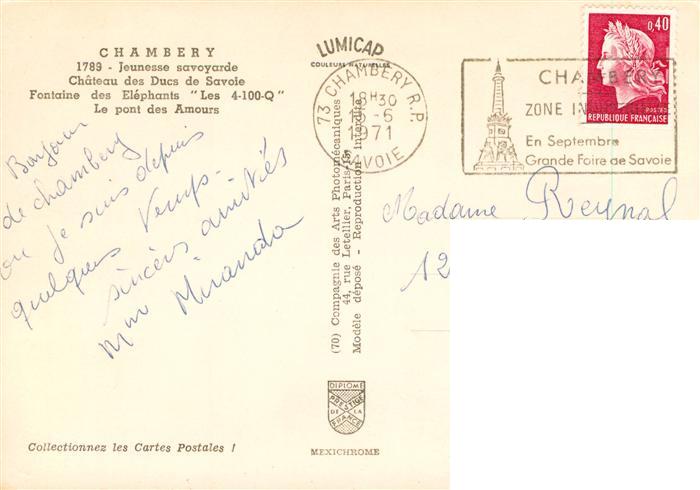 CHAMBERY
1789 - Jeunesse savoyarde
Château des Ducs de Savoie
Fontaine des Eléphants "Les 4-100-Q"
Le pont des Amours
Bonjour
de chambery
ou je suis depuis
quelques temps-
sincères amitiés
Mme Miranda
Collectionnez les Cartes Postales !
LUMICAP
COULEURS NATURELLES
73 CHAMBERY R.P.
18H30
-6
1971
SAVOIE
(70) Compagnie des Arts Photomécaniques
44, rue Letellier, Paris-15e
Modèle déposé - Reproduction interdite.
DIPLOME
PRESTIGE
DE LA
FRANCE
MEXICHROME
0,40
POSTES
REPUBLIQUE FRANÇAISE
CHAMBERY
ZONE
En Septembre
Grande Foire de Savoie
Madame Reynal
12